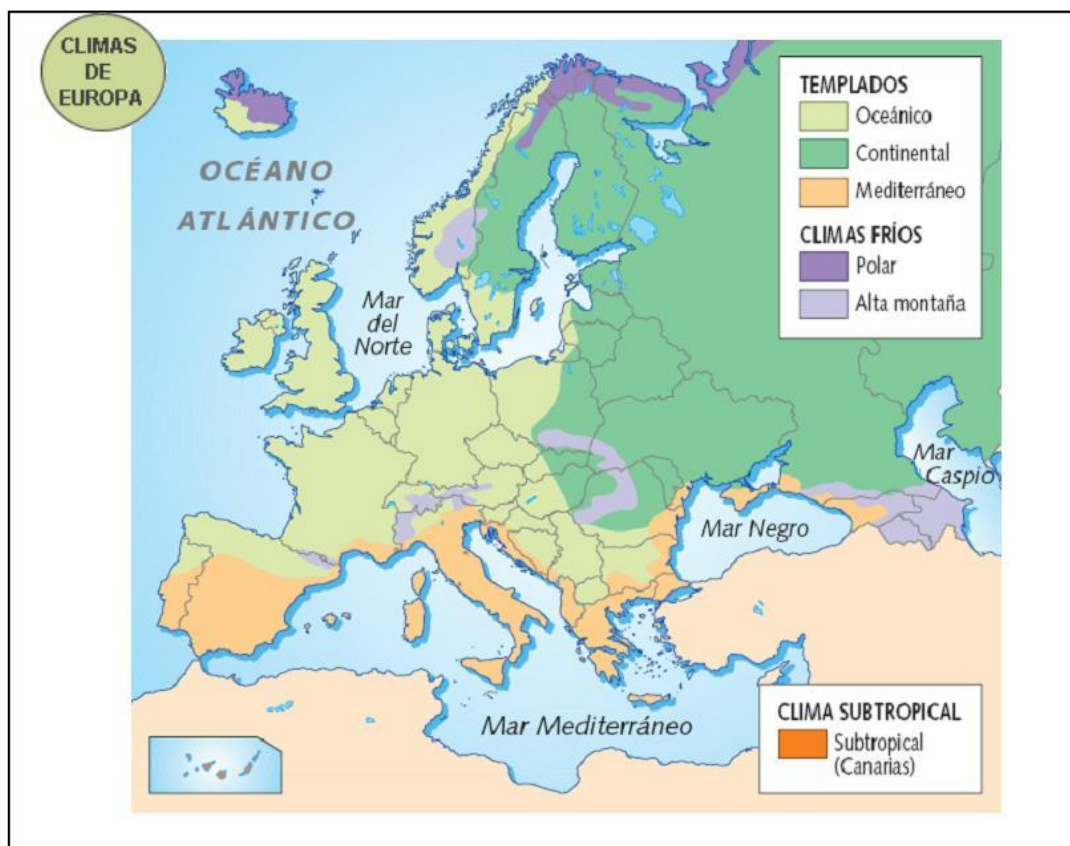 CLIMAS
DE
EUROPA
OCÉANO
ATLÁNTICO
Mar
del
Norte
TEMPLADOS
Oceánico
Continental
Mediterráneo
CLIMAS FRÍOS
Polar
Alta montaña
Mar
Caspio
Mar Negro
Mar Mediterráneo
CLIMA SUBTROPICAL
Subtropical
(Canarias)